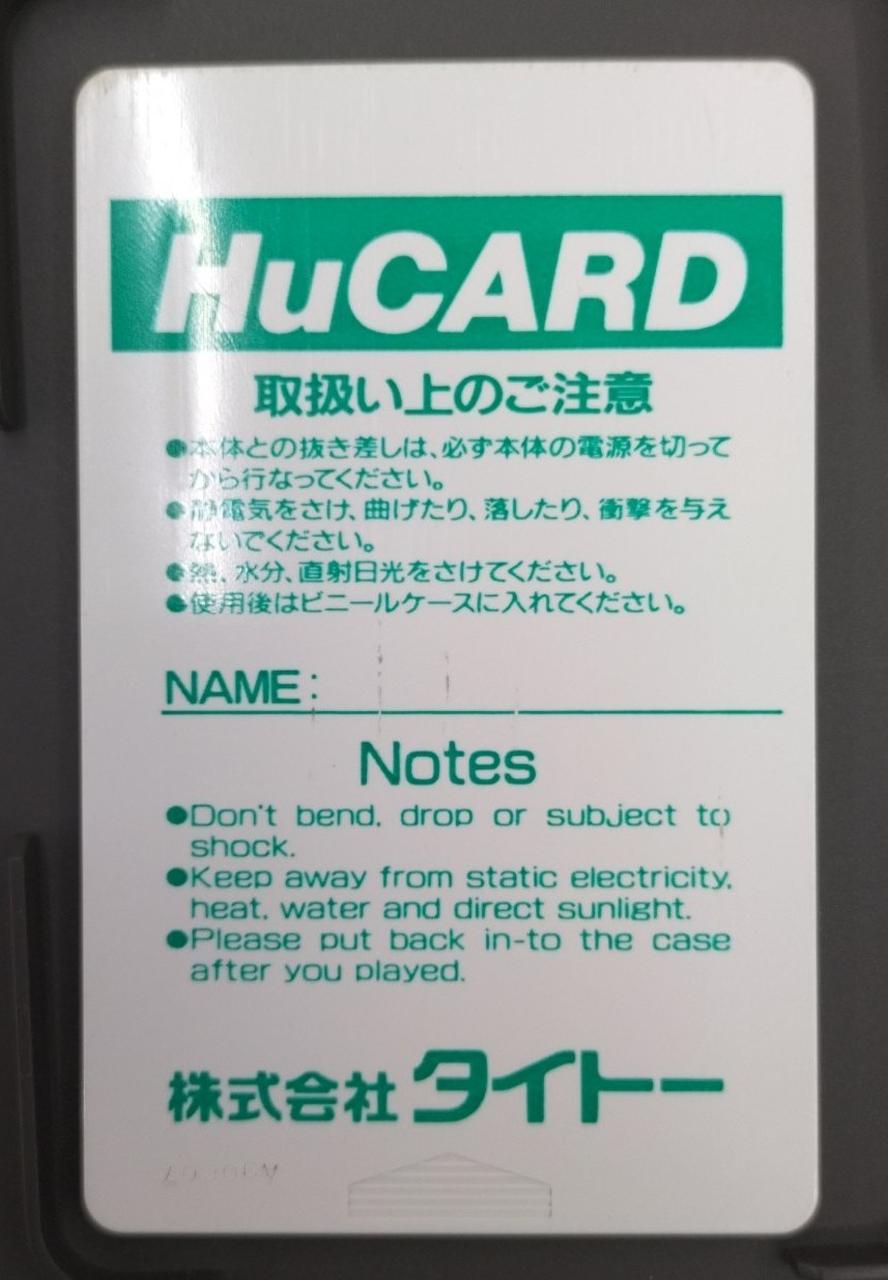 HuCARD
取扱い上のご注意
●本体との抜き差しは、必ず本体の電源を切って
から行なってください。
●静電気をさけ、曲げたり、落したり、衝撃を与え
ないでください。
●熱、水分、直射日光をさけてください。
●使用後はビニールケースに入れてください。
NAME:
Notes
●Don't bend, drop or subject to
shock.
●Keep away from static electricity,
heat, water and direct sunlight.
●Please put back in-to the case
after you played.
株式会社タイトー